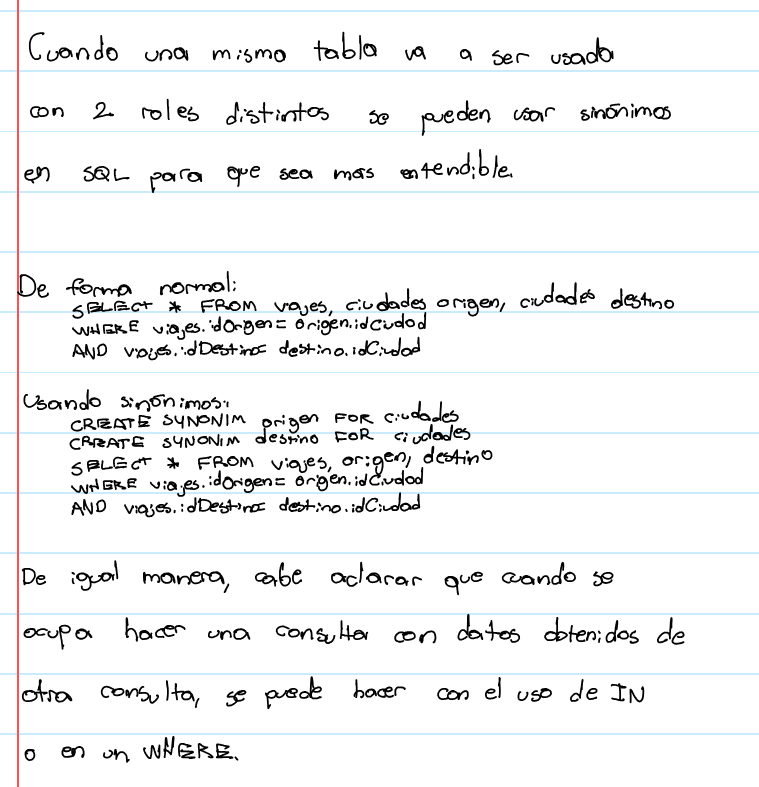 Cuando una mismo tabla va a ser usada
con 2 roles distintos se pueden usar sinónimos
en SQL para que sea mas entendible.
De forma normal:
SELECT * FROM viajes, ciudades origen, ciudades destino
WHERE viajes.idOrgen= origen.idCiudad
AND viajes.idDestino= destino.idCiudad
Usando sinónimos:
CREATE SYNONIM origen FOR ciudades
CREATE SYNONIM destino FOR ciudades
SELECT * FROM viajes, origen, destino
WHERE viajes.idOrgen= origen.idCiudad
AND viajes.idDestino= destino.idCiudad
De igual manera, cabe aclarar que cuando se
ocupa hacer una consulta con datos obtenidos de
otra consulta, se puede hacer con el uso de IN
o en un WHERE.